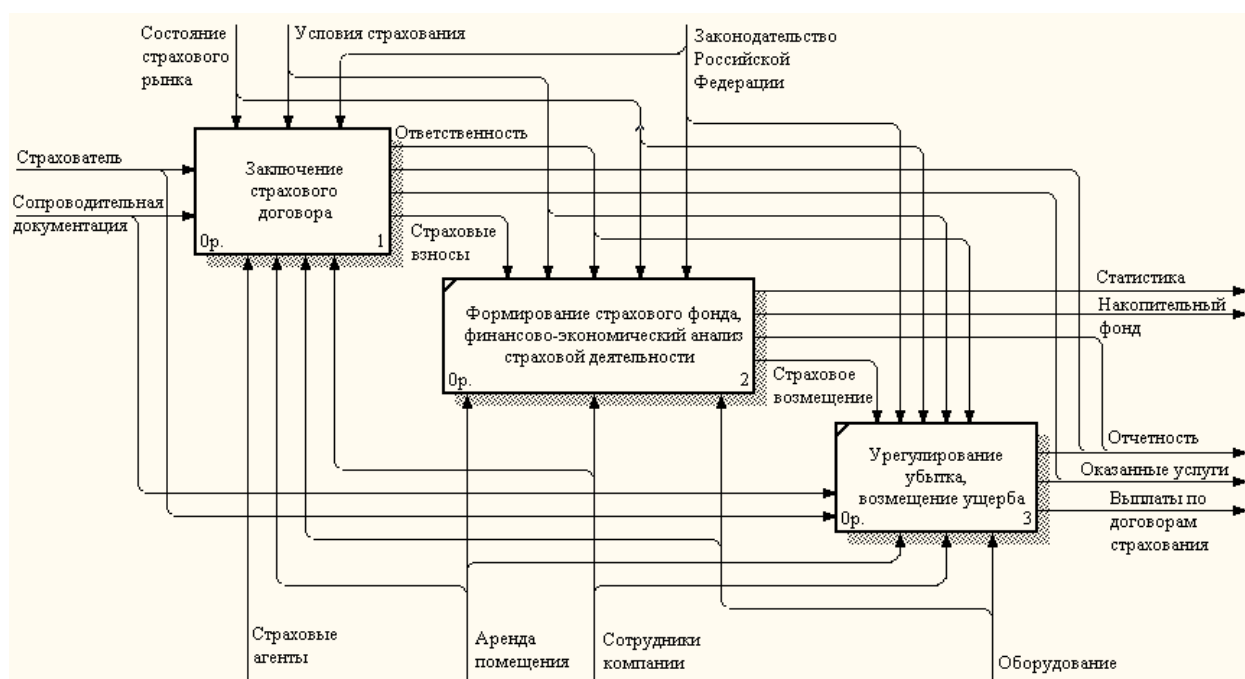 Состояние
страхового
рынка
Условия страхования
Законодательство
Российской
Федерации
Страхователь
Сопроводительная
документация
Заключение
страхового
договора
0р.
1
Ответственность
Страховые
взносы
Формирование страхового фонда,
финансово-экономический анализ
страховой деятельности
0р.
2
Статистика
Накопительный
фонд
Страховое
возмещение
Урегулирование
убытка,
возмещение ущерба
0р.
3
Отчетность
Оказанные услуги
Выплаты по
договорам
страхования
Страховые
агенты
Аренда
помещения
Сотрудники
компании
Оборудование